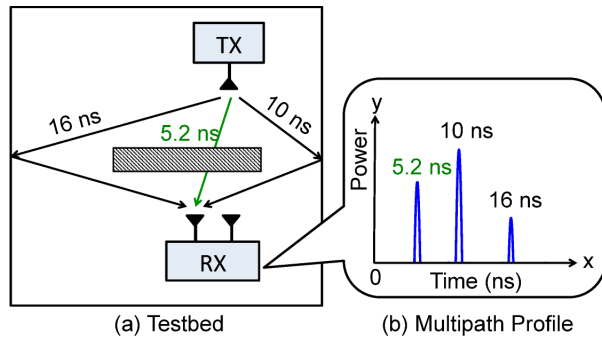 TX
16 ns
5.2 ns
10 ns
RX
(a) Testbed
y
Power
5.2 ns
10 ns
16 ns
0
Time (ns)
x
(b) Multipath Profile